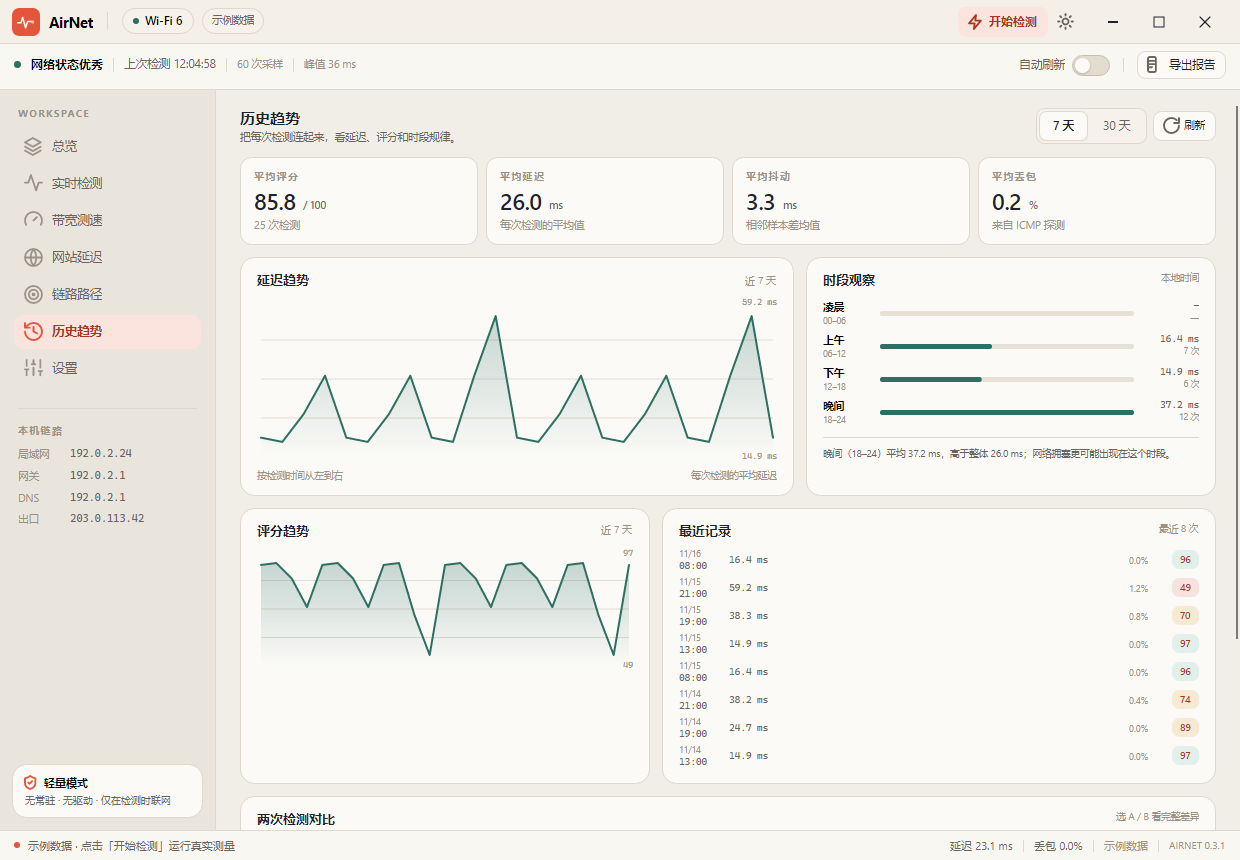 AirNet
Wi-Fi 6
示例数据
开始检测
网络状态优秀
上次检测 12:04:58
60 次采样
峰值 36 ms
自动刷新
导出报告
WORKSPACE
总览
实时检测
带宽测速
网站延迟
链路路径
历史趋势
设置
本机链路
局域网 192.0.2.24
网关 192.0.2.1
DNS 192.0.2.1
出口 203.0.113.42
轻量模式
无常驻 · 无驱动 · 仅在检测时联网
历史趋势
把每次检测连起来，看延迟、评分和时段规律。
7 天
30 天
刷新
平均评分
85.8 / 100
25 次检测
平均延迟
26.0 ms
每次检测的平均值
平均抖动
3.3 ms
相邻样本差均值
平均丢包
0.2 %
来自 ICMP 探测
延迟趋势
近 7 天
59.2 ms
14.9 ms
按检测时间从左到右
每次检测的平均延迟
时段观察
本地时间
凌晨 –
00–06 —
上午 16.4 ms
06–12 7 次
下午 14.9 ms
12–18 6 次
晚间 37.2 ms
18–24 12 次
晚间（18–24）平均 37.2 ms，高于整体 26.0 ms；网络拥塞更可能出现在这个时段。
评分趋势
近 7 天
97
49
最近记录
最近 8 次
11/16
08:00 16.4 ms 0.0% 96
11/15
21:00 59.2 ms 1.2% 49
11/15
19:00 38.3 ms 0.8% 70
11/15
13:00 14.9 ms 0.0% 97
11/15
08:00 16.4 ms 0.0% 96
11/14
21:00 38.2 ms 0.4% 74
11/14
19:00 24.7 ms 0.0% 89
11/14
13:00 14.9 ms 0.0% 97
两次检测对比
选 A / B 看完整差异
示例数据 · 点击「开始检测」运行真实测量
延迟 23.1 ms
丢包 0.0%
示例数据
AIRNET 0.3.1